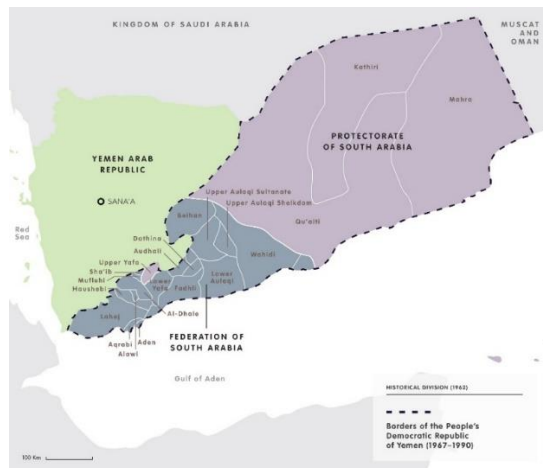 KINGDOM OF SAUDI ARABIA
MUSCAT
AND
OMAN
Kathiri
Mahra
PROTECTORATE
OF SOUTH ARABIA
YEMEN ARAB
REPUBLIC
SANA'A
Upper Aulaqi Sultanate
Upper Aulaqi Sheikdom
Red
Sea
Beihan
Qu'eiti
Dathina
Audhali
Wahidi
Upper Yafa
Sha'ib
Lower
Aulaqi
Muflahi
Lower
Yafa
Haushabi
Fadhli
Lahej
Al-Dhale
FEDERATION OF
SOUTH ARABIA
Aqrabi
Aden
Alawi
Gulf of Aden
HISTORICAL DIVISION (1962)
Borders of the People's
Democratic Republic
of Yemen (1967–1990)
100 Km